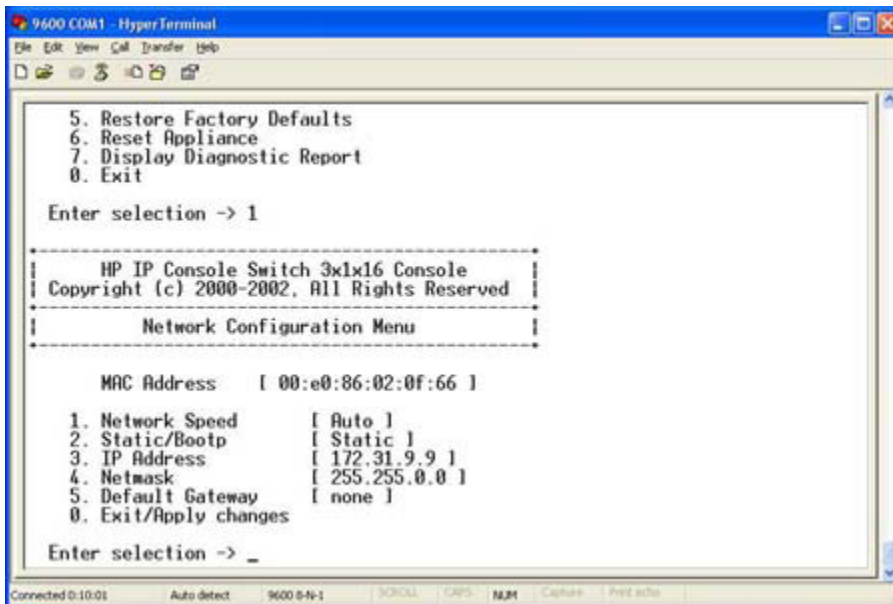 9600 COM1 - HyperTerminal
File Edit View Call Transfer Help
5. Restore Factory Defaults
6. Reset Appliance
7. Display Diagnostic Report
0. Exit
Enter selection -> 1
HP IP Console Switch 3x1x16 Console
Copyright (c) 2000-2002, All Rights Reserved
Network Configuration Menu
MAC Address [ 00:e0:86:02:0f:66 ]
1. Network Speed [ Auto ]
2. Static/Bootp [ Static ]
3. IP Address [ 172.31.9.9 ]
4. Netmask [ 255.255.0.0 ]
5. Default Gateway [ none ]
0. Exit/Apply changes
Enter selection -> _
Connected 0:10:01 Auto detect 9600 8-N-1 SCROLL CAPS NUM Capture Print echo